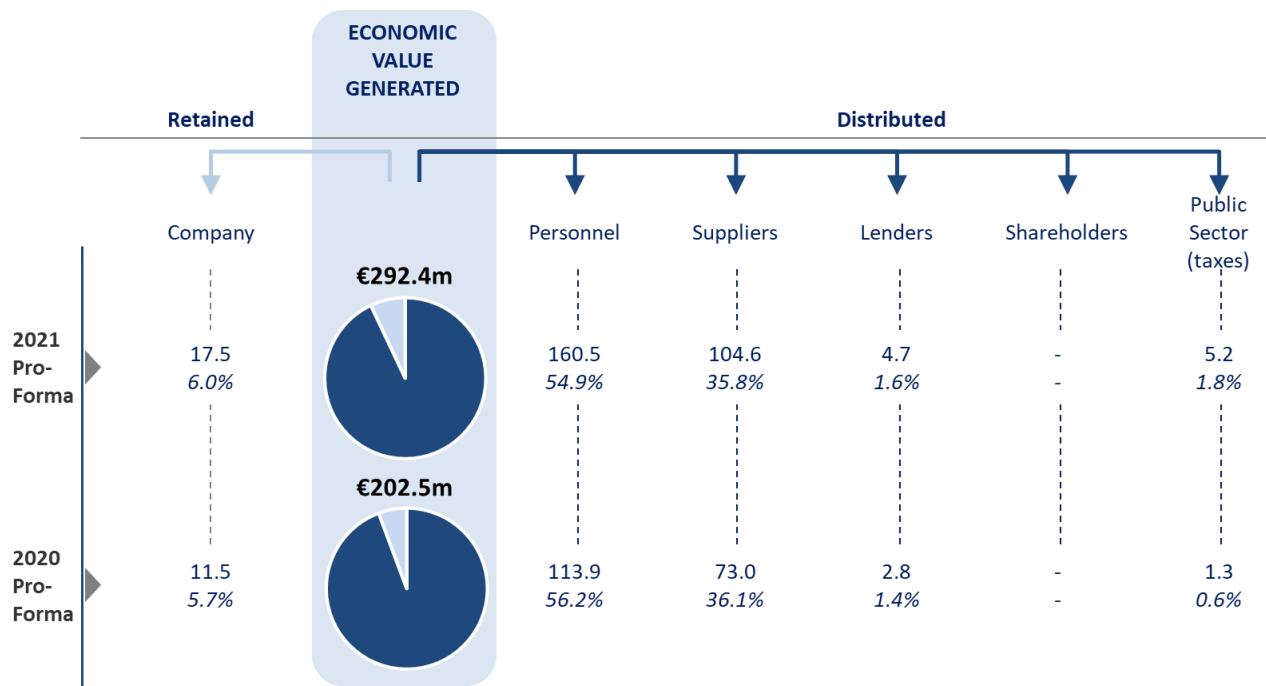 ECONOMIC
VALUE
GENERATED
Retained
Distributed
Company
Personnel
Suppliers
Lenders
Shareholders
Public
Sector
(taxes)
€292.4m
2021
Pro-
Forma
17.5
6.0%
160.5
54.9%
104.6
35.8%
4.7
1.6%
-
-
5.2
1.8%
€202.5m
2020
Pro-
Forma
11.5
5.7%
113.9
56.2%
73.0
36.1%
2.8
1.4%
-
-
1.3
0.6%